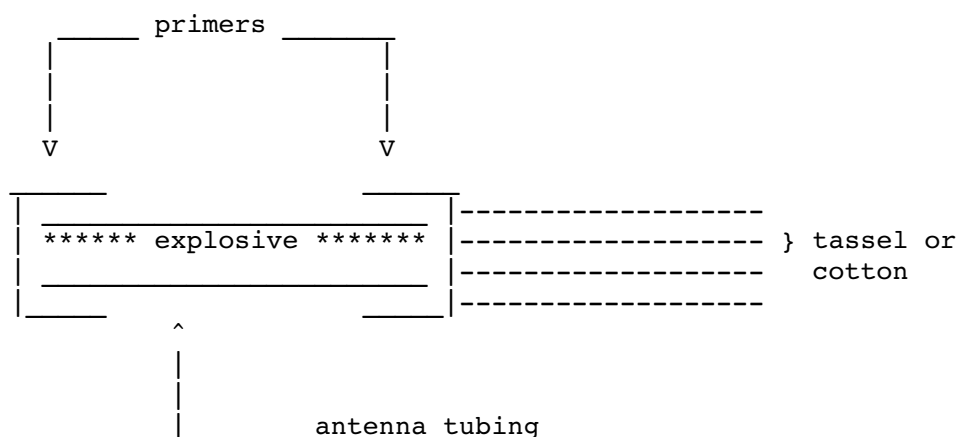 primers
V V
****** explosive ******* } tassel or
cotton
^
antenna tubing